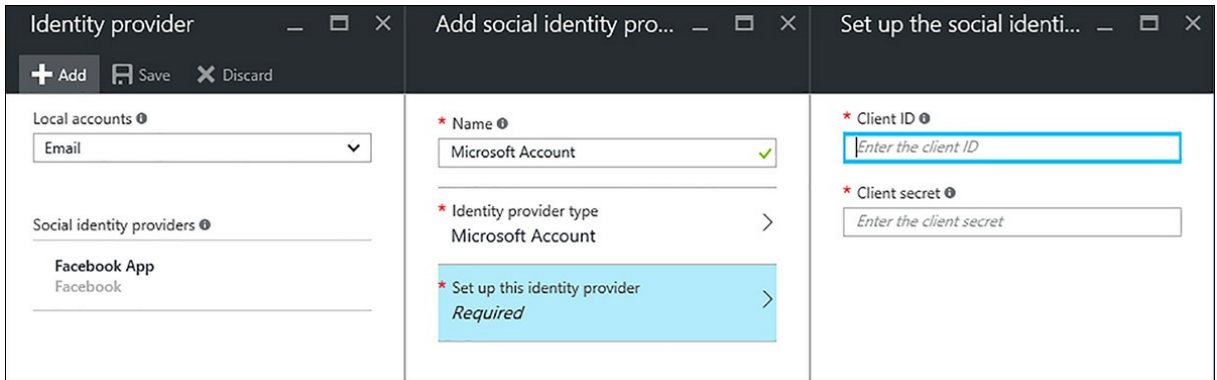 Identity provider
Add
Save
Discard
Local accounts
Email
Social identity providers
Facebook App
Facebook
Add social identity pro...
* Name
Microsoft Account
* Identity provider type
Microsoft Account
* Set up this identity provider
Required
Set up the social identi...
* Client ID
Enter the client ID
* Client secret
Enter the client secret